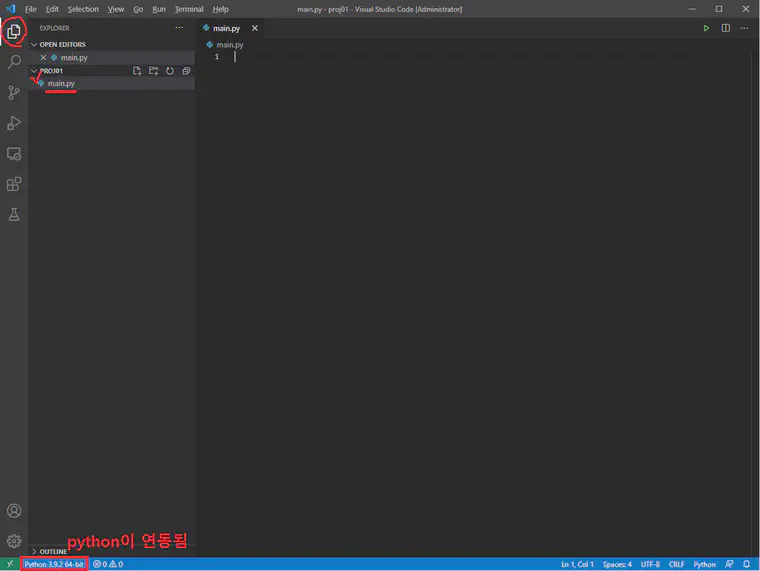 File Edit Selection View Go Run Terminal Help
main.py - proj01 - Visual Studio Code [Administrator]
EXPLORER
OPEN EDITORS
main.py
PROJ01
main.py
main.py
main.py
1
python이 연동됨
OUTLINE
Python 3.9.2 64-bit
0 0
Ln 1, Col 1 Spaces: 4 UTF-8 CRLF Python